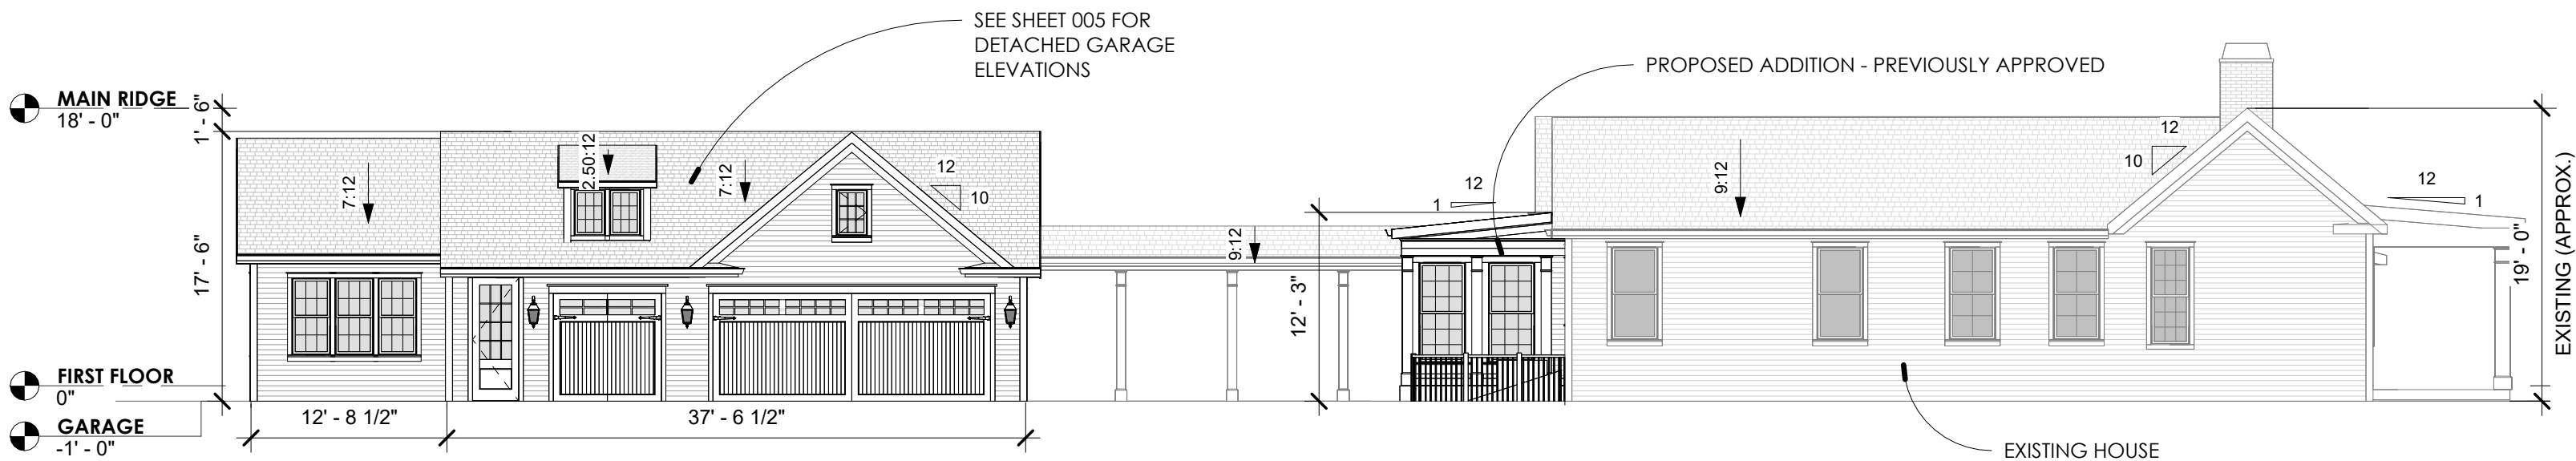 SEE SHEET 005 FOR
DETACHED GARAGE
ELEVATIONS
PROPOSED ADDITION - PREVIOUSLY APPROVED
MAIN RIDGE
18' - 0"
1' - 6"
17' - 6"
7:12
2.50:12
7:12
12
10
9:12
12
1
12' - 3"
9:12
12
10
12
1
19' - 0"
EXISTING (APPROX.)
FIRST FLOOR
0"
GARAGE
-1' - 0"
12' - 8 1/2"
37' - 6 1/2"
EXISTING HOUSE